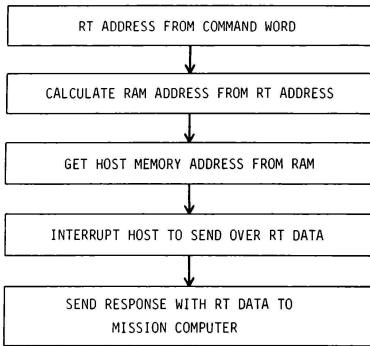 RT ADDRESS FROM COMMAND WORD
CALCULATE RAM ADDRESS FROM RT ADDRESS
GET HOST MEMORY ADDRESS FROM RAM
INTERRUPT HOST TO SEND OVER RT DATA
SEND RESPONSE WITH RT DATA TO
MISSION COMPUTER